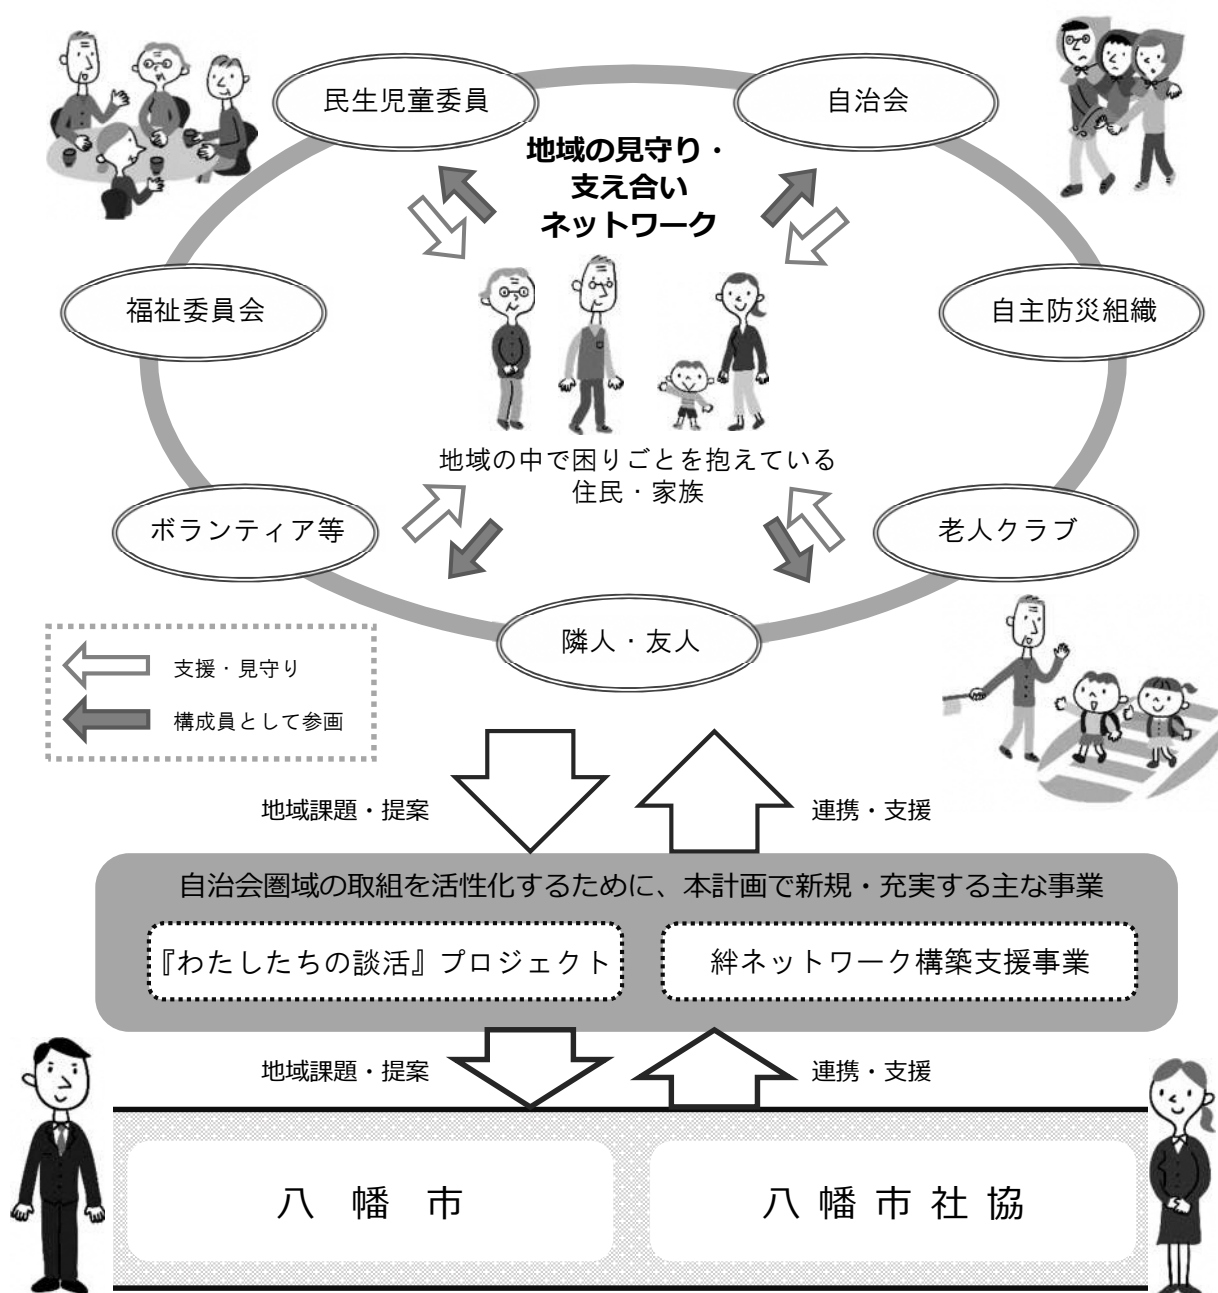 民生児童委員
自治会
地域の見守り・
支え合い
ネットワーク
福祉委員会
自主防災組織
地域の中で困りごとを抱えている
住民・家族
ボランティア等
老人クラブ
隣人・友人
支援・見守り
構成員として参画
地域課題・提案
連携・支援
自治会圏域の取組を活性化するために、本計画で新規・充実する主な事業
『わたしたちの談活』プロジェクト
絆ネットワーク構築支援事業
地域課題・提案
連携・支援
八幡市
八幡市社協